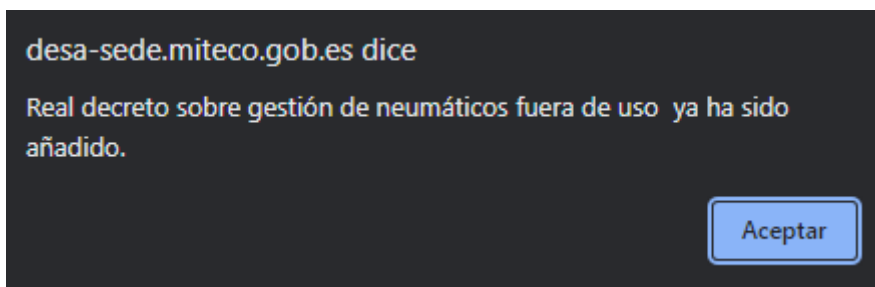 desa-sede.miteco.gob.es dice
Real decreto sobre gestión de neumáticos fuera de uso  ya ha sido
añadido.
Aceptar